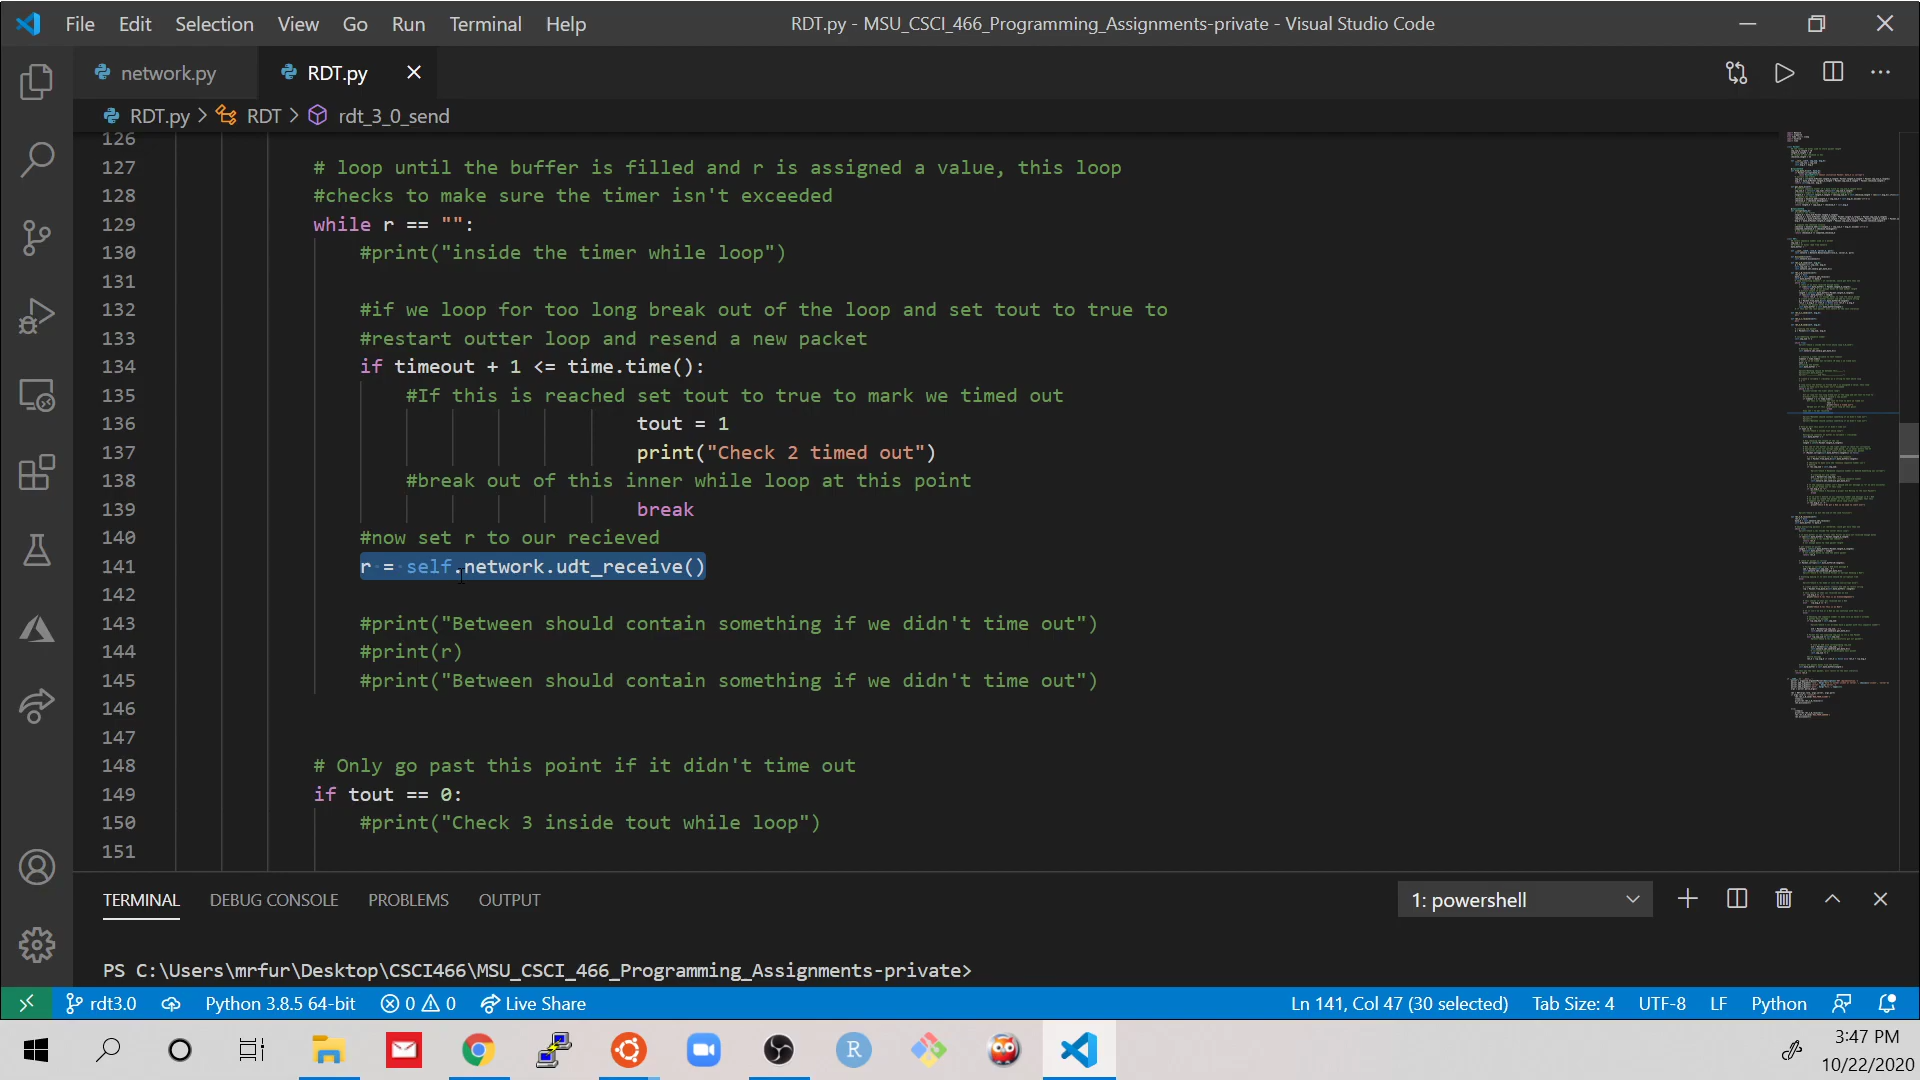 File Edit Selection View Go Run Terminal Help
RDT.py - MSU_CSCI_466_Programming_Assignments-private - Visual Studio Code
network.py
RDT.py
RDT.py > RDT > rdt_3_0_send
126
127 # loop until the buffer is filled and r is assigned a value, this loop
128 #checks to make sure the timer isn't exceeded
129 while r == "":
130 #print("inside the timer while loop")
131
132 #if we loop for too long break out of the loop and set tout to true to
133 #restart outter loop and resend a new packet
134 if timeout + 1 <= time.time():
135 #If this is reached set tout to true to mark we timed out
136 tout = 1
137 print("Check 2 timed out")
138 #break out of this inner while loop at this point
139 break
140 #now set r to our recieved
141 r = self.network.udt_receive()
142
143 #print("Between should contain something if we didn't time out")
144 #print(r)
145 #print("Between should contain something if we didn't time out")
146
147
148 # Only go past this point if it didn't time out
149 if tout == 0:
150 #print("Check 3 inside tout while loop")
151
TERMINAL DEBUG CONSOLE PROBLEMS OUTPUT
1: powershell
PS C:\Users\mrfur\Desktop\CSCI466\MSU_CSCI_466_Programming_Assignments-private>
rdt3.0 Python 3.8.5 64-bit 0 0 Live Share
Ln 141, Col 47 (30 selected) Tab Size: 4 UTF-8 LF Python
R
3:47 PM
10/22/2020